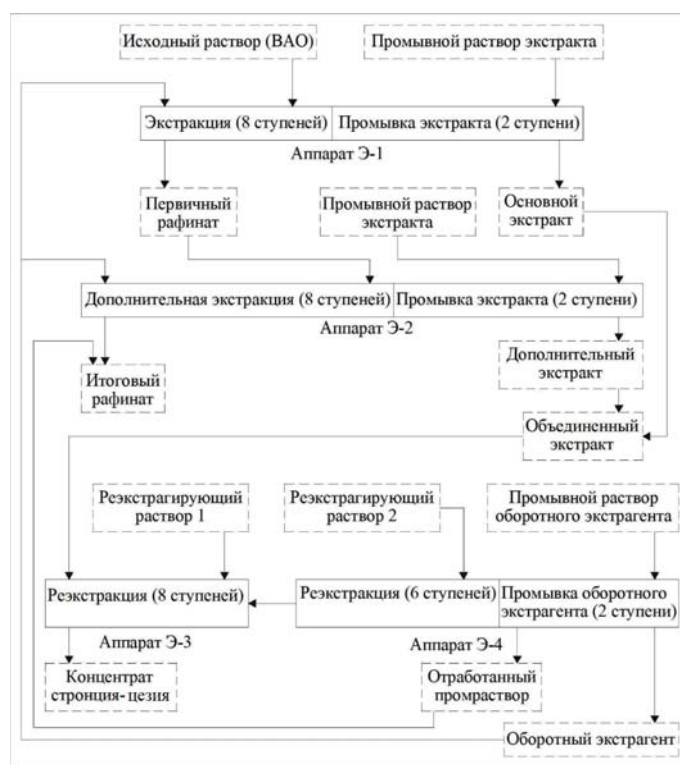 Исходный раствор (ВАО)
Промывной раствор экстракта
Экстракция (8 ступеней)
Промывка экстракта (2 ступени)
Аппарат Э-1
Первичный
рафинат
Промывной раствор
экстракта
Основной
экстракт
Дополнительная экстракция (8 ступеней)
Промывка экстракта (2 ступени)
Аппарат Э-2
Итоговый
рафинат
Дополнительный
экстракт
Объединенный
экстракт
Реэкстрагирующий
раствор 1
Реэкстрагирующий
раствор 2
Промывной раствор
оборотного экстрагента
Реэкстракция (8 ступеней)
Реэкстракция (6 ступеней)
Промывка оборотного
экстрагента (2 ступени)
Аппарат Э-3
Аппарат Э-4
Концентрат
стронция-цезия
Отработанный
промраствор
Оборотный экстрагент